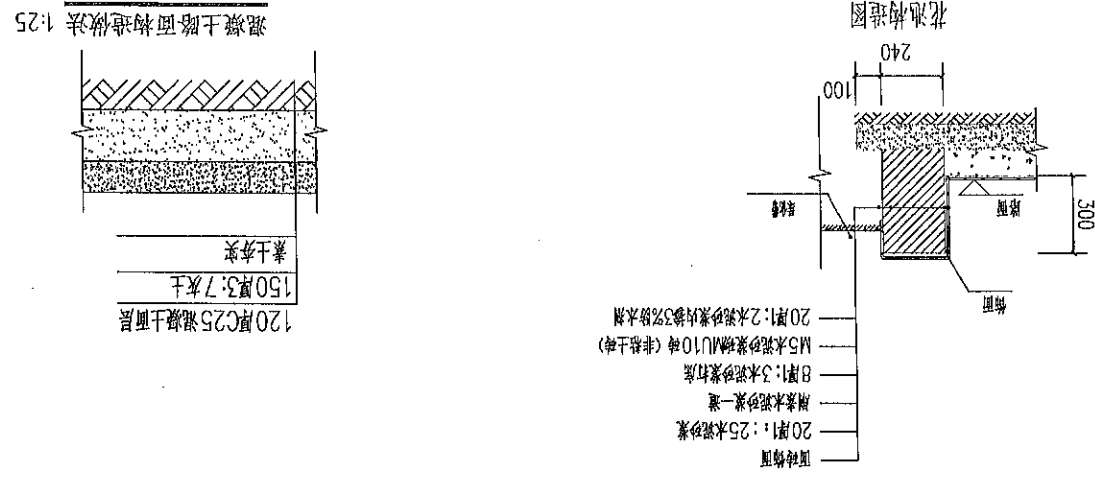 面砖饰面
20厚1：:25水泥砂浆
刷素水泥砂浆一道
8厚1:3水泥砂浆打底
M5水泥砂浆砌MU10砖（非粘土砖）
20厚1:2水泥砂浆内掺3%防水剂
饰面
300
路面
100
240
花池构造图
120厚C25混凝土面层
150厚3:7灰土
素土夯实
混凝土路面构造做法 1:25